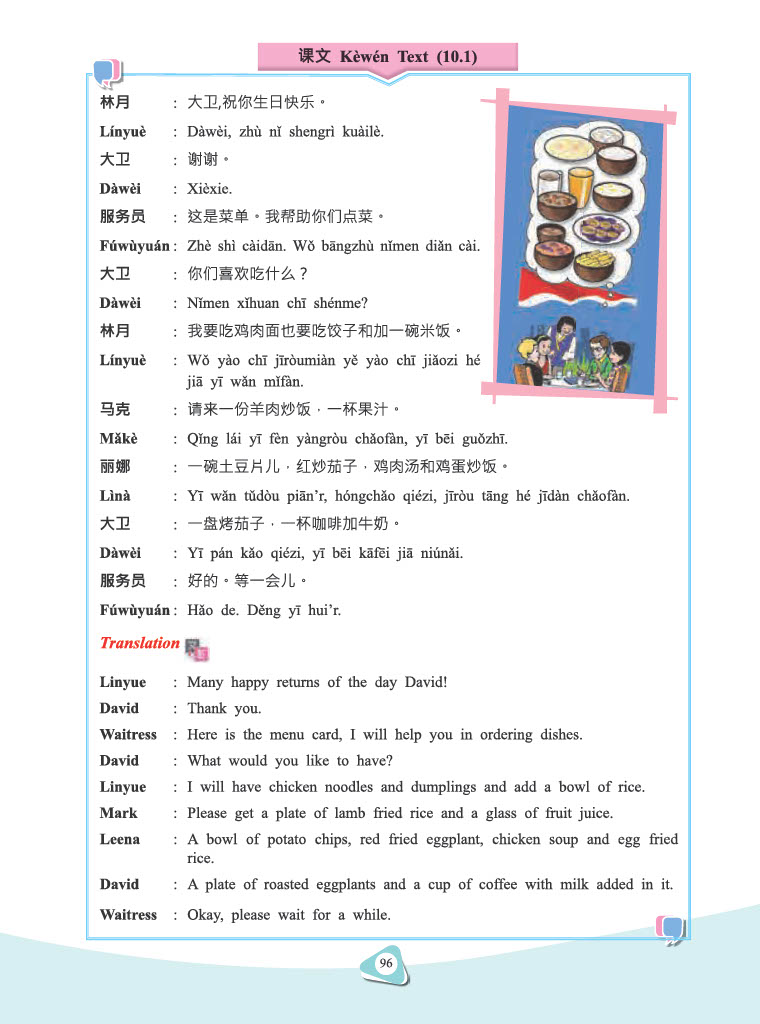 课文 Kèwén Text (10.1)
林月 : 大卫,祝你生日快乐。
Línyuè : Dàwèi, zhù nǐ shengrì kuàilè.
大卫 : 谢谢。
Dàwèi : Xièxie.
服务员 : 这是菜单。我帮助你们点菜。
Fúwùyuán : Zhè shì càidān. Wǒ bāngzhù nǐmen diǎn cài.
大卫 : 你们喜欢吃什么？
Dàwèi : Nǐmen xǐhuan chī shénme?
林月 : 我要吃鸡肉面也要吃饺子和加一碗米饭。
Línyuè : Wǒ yào chī jīròumiàn yě yào chī jiǎozi hé
jiā yī wǎn mǐfàn.
马克 : 请来一份羊肉炒饭，一杯果汁。
Mǎkè : Qǐng lái yī fèn yàngròu chǎofàn, yī bēi guǒzhī.
丽娜 : 一碗土豆片儿，红炒茄子，鸡肉汤和鸡蛋炒饭。
Lìnà : Yī wǎn tǔdòu piān’r, hóngchǎo qiézi, jīròu tāng hé jīdàn chǎofàn.
大卫 : 一盘烤茄子，一杯咖啡加牛奶。
Dàwèi : Yī pán kǎo qiézi, yī bēi kāfēi jiā niúnǎi.
服务员 : 好的。等一会儿。
Fúwùyuán : Hǎo de. Děng yī hui’r.
Translation
Linyue : Many happy returns of the day David!
David : Thank you.
Waitress : Here is the menu card, I will help you in ordering dishes.
David : What would you like to have?
Linyue : I will have chicken noodles and dumplings and add a bowl of rice.
Mark : Please get a plate of lamb fried rice and a glass of fruit juice.
Leena : A bowl of potato chips, red fried eggplant, chicken soup and egg fried
rice.
David : A plate of roasted eggplants and a cup of coffee with milk added in it.
Waitress : Okay, please wait for a while.
96